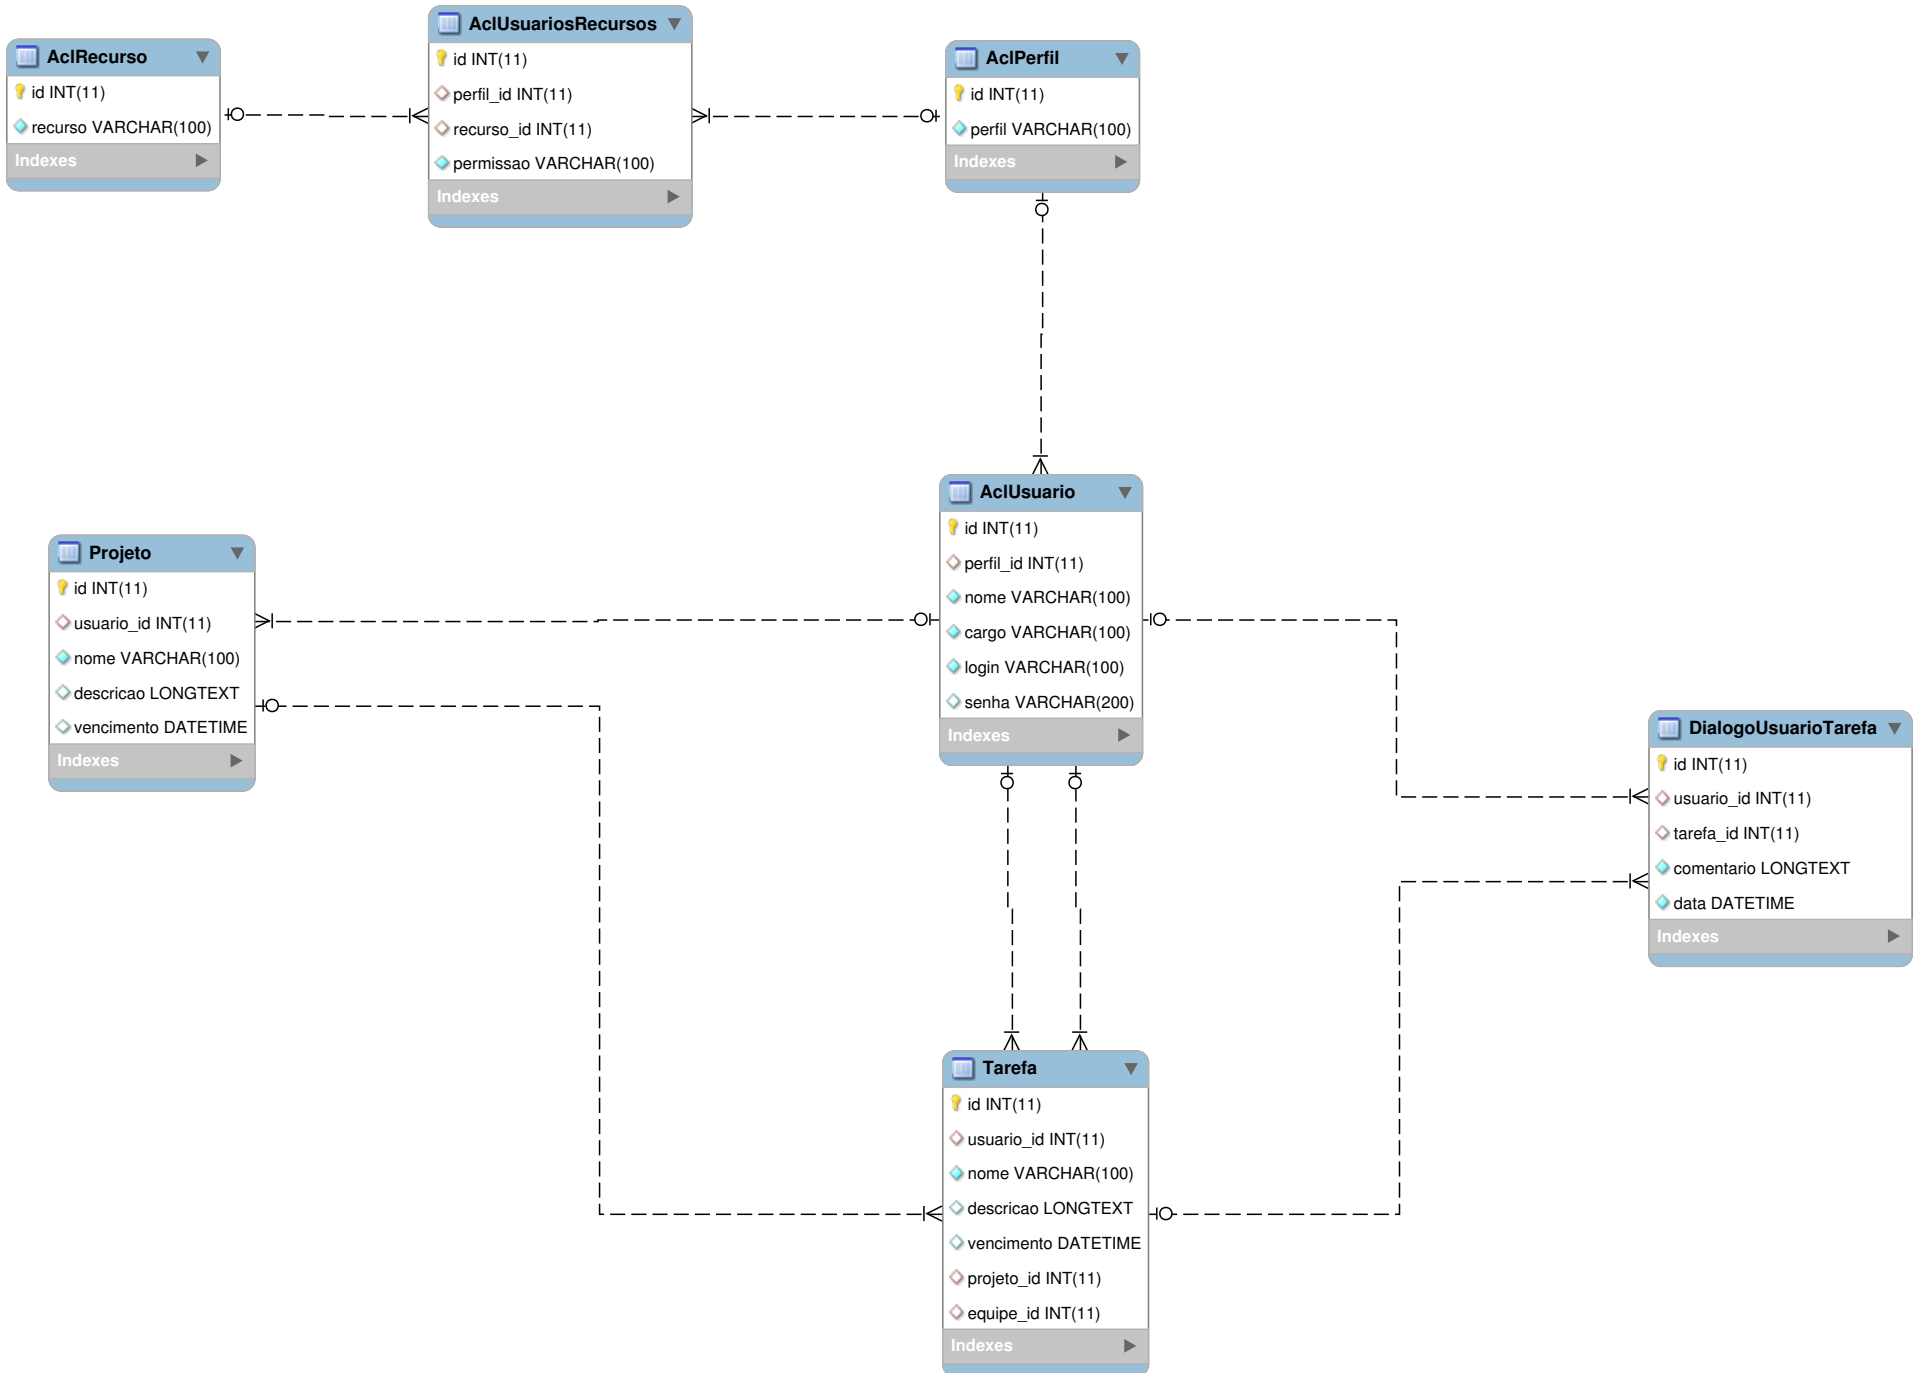 AclRecurso
id INT(11)
recurso VARCHAR(100)
Indexes
AclUsuariosRecursos
id INT(11)
perfil_id INT(11)
recurso_id INT(11)
permissao VARCHAR(100)
Indexes
AclPerfil
id INT(11)
perfil VARCHAR(100)
Indexes
Projeto
id INT(11)
usuario_id INT(11)
nome VARCHAR(100)
descricao LONGTEXT
vencimento DATETIME
Indexes
AclUsuario
id INT(11)
perfil_id INT(11)
nome VARCHAR(100)
cargo VARCHAR(100)
login VARCHAR(100)
senha VARCHAR(200)
Indexes
DialogoUsuarioTarefa
id INT(11)
usuario_id INT(11)
tarefa_id INT(11)
comentario LONGTEXT
data DATETIME
Indexes
Tarefa
id INT(11)
usuario_id INT(11)
nome VARCHAR(100)
descricao LONGTEXT
vencimento DATETIME
projeto_id INT(11)
equipe_id INT(11)
Indexes